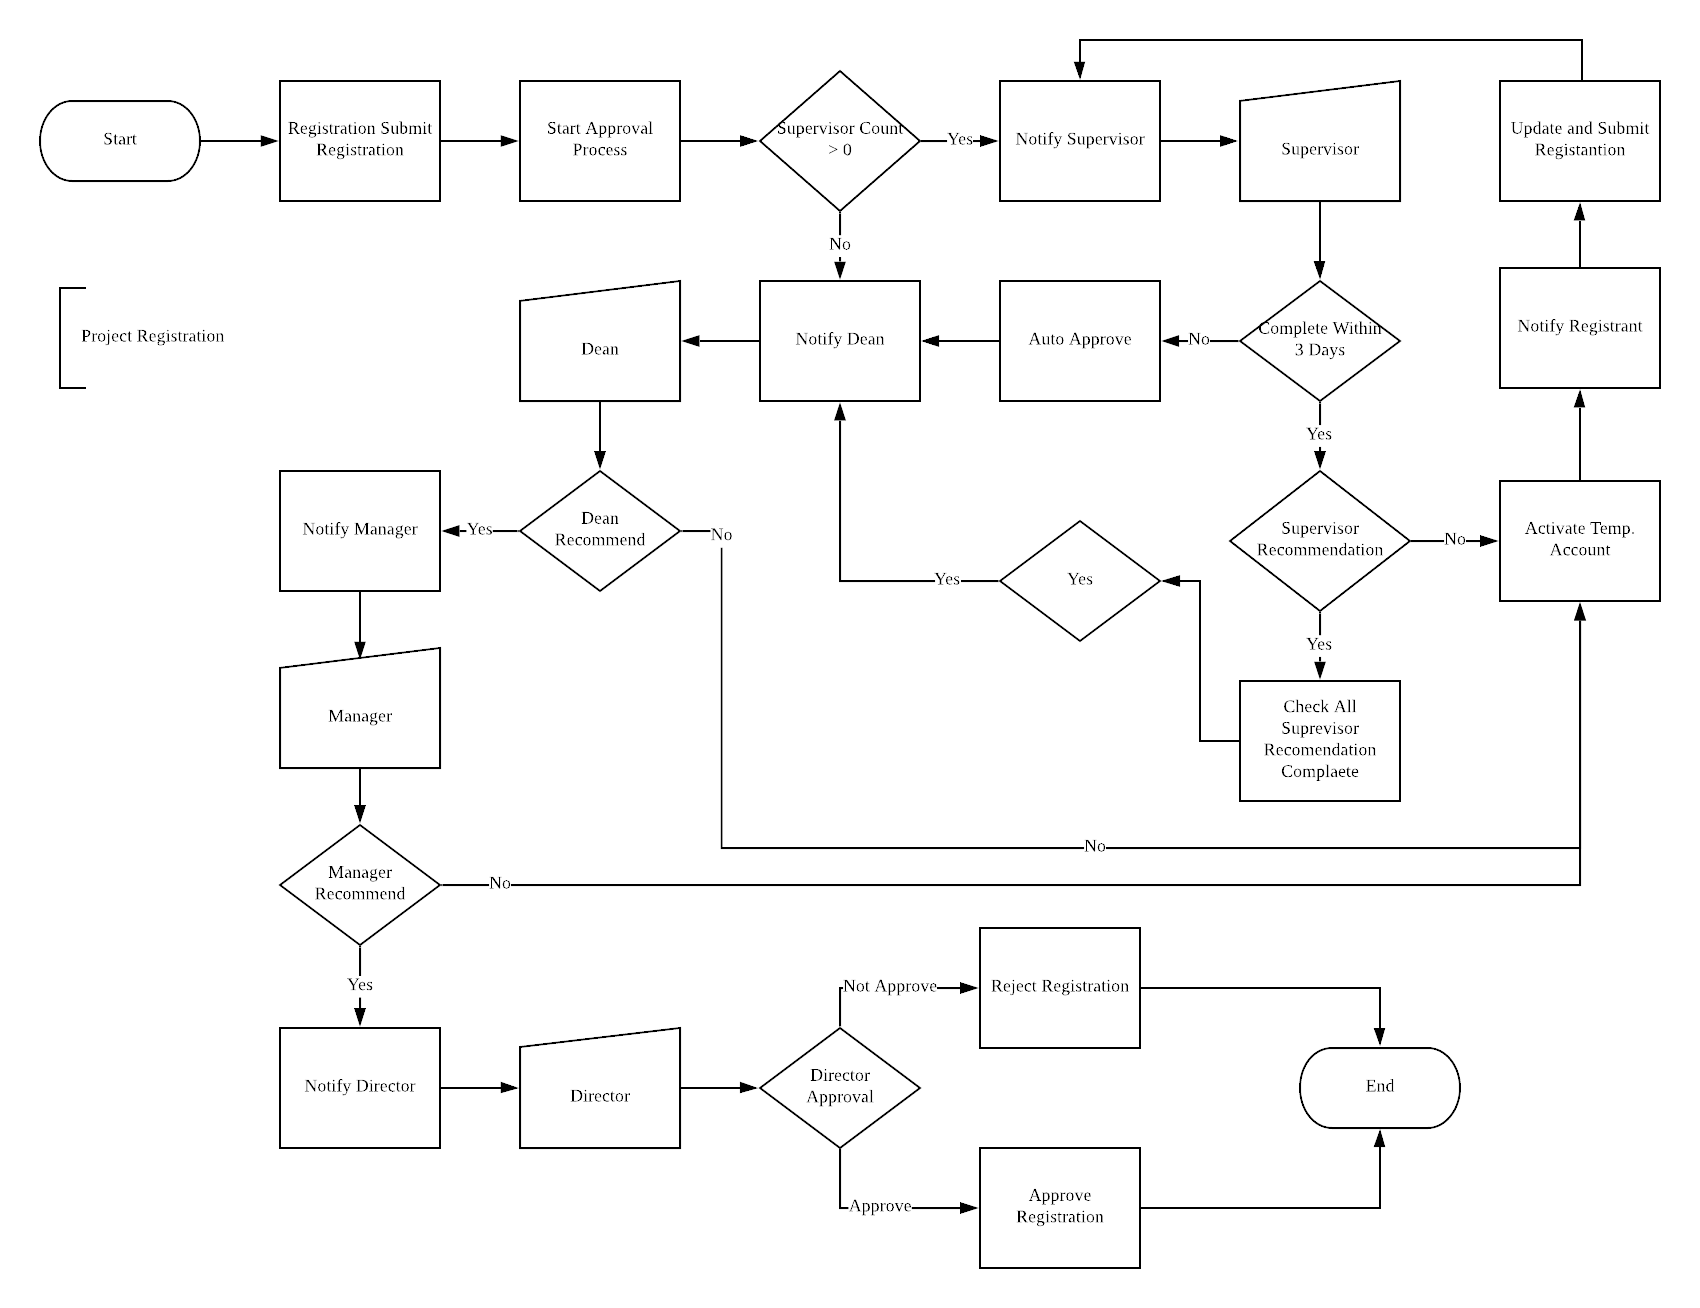 Start
Registration Submit
Registration
Start Approval
Process
Supervisor Count
> 0
Yes
Notify Supervisor
Supervisor
Update and Submit
Registantion
No
Project Registration
Dean
Notify Dean
Auto Approve
No
Complete Within
3 Days
Notify Registrant
Yes
Notify Manager
Yes
Dean
Recommend
No
Yes
Yes
Supervisor
Recommendation
No
Activate Temp.
Account
Yes
Manager
Check All
Suprevisor
Recomendation
Complaete
No
Manager
Recommend
No
Yes
Not Approve
Reject Registration
Notify Director
Director
Director
Approval
End
Approve
Approve
Registration